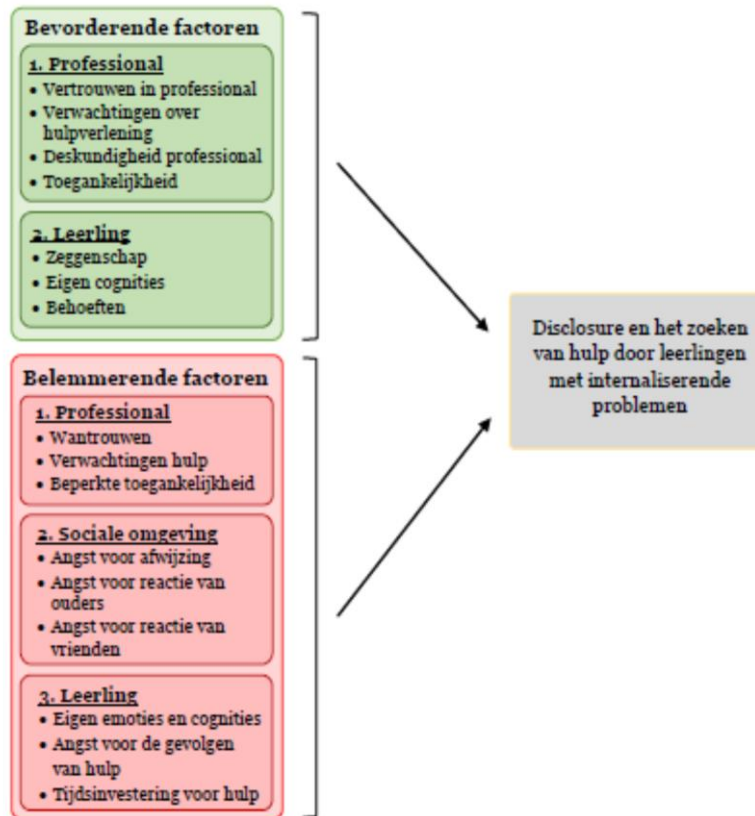 Bevorderende factoren
1. Professional
• Vertrouwen in professional
• Verwachtingen over
hulpverlening
• Deskundigheid professional
• Toegankelijkheid
2. Leerling
• Zeggenschap
• Eigen cognities
• Behoeften
Belemmerende factoren
1. Professional
• Wantrouwen
• Verwachtingen hulp
• Beperkte toegankelijkheid
2. Sociale omgeving
• Angst voor afwijzing
• Angst voor reactie van
ouders
• Angst voor reactie van
vrienden
3. Leerling
• Eigen emoties en cognities
• Angst voor de gevolgen
van hulp
• Tijdsinvestering voor hulp
Disclosure en het zoeken
van hulp door leerlingen
met internaliserende
problemen